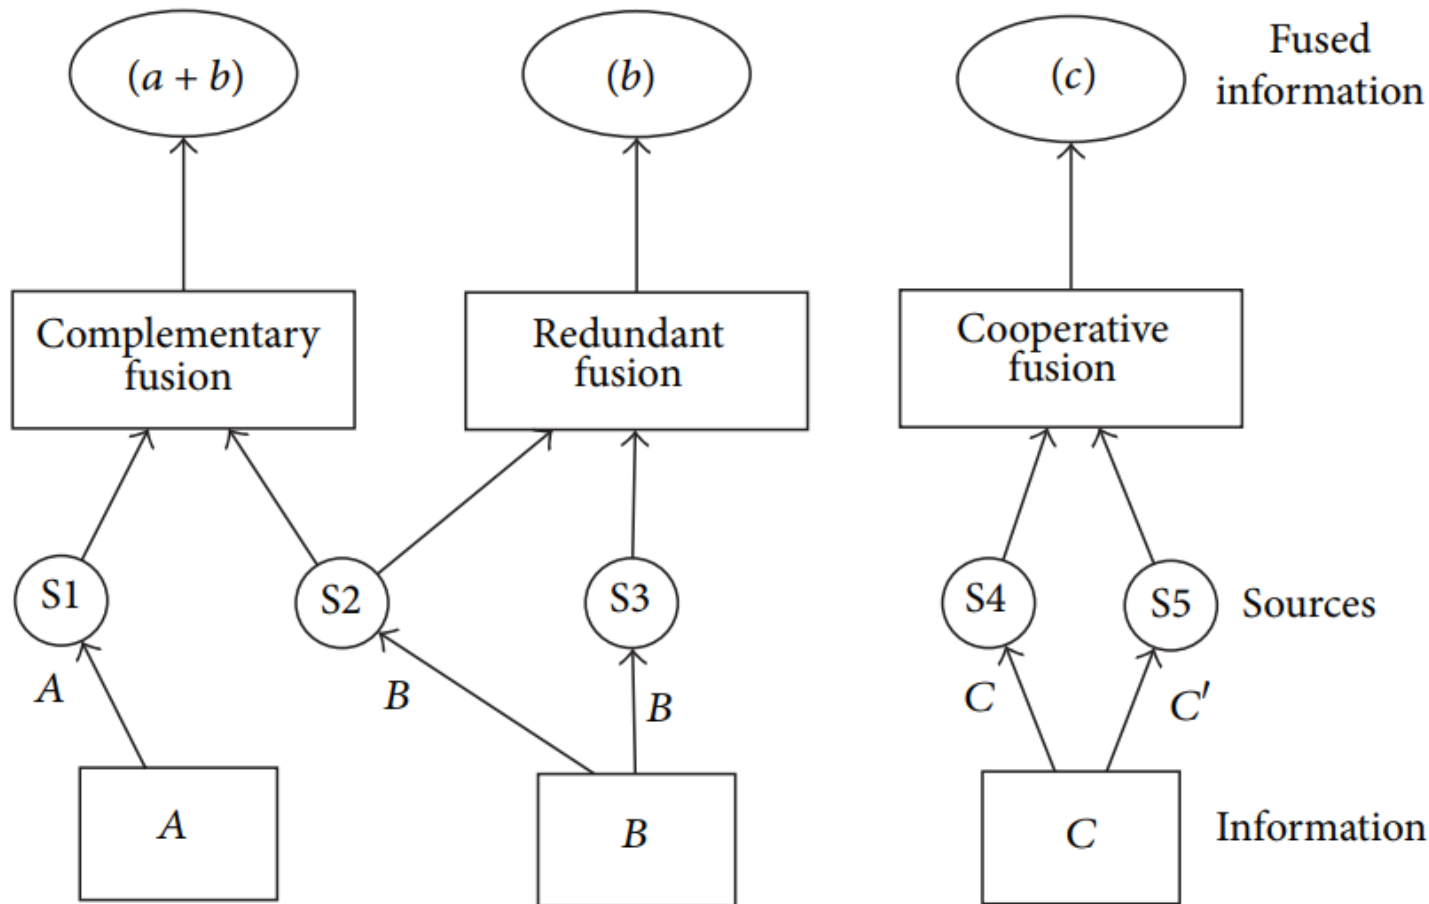 (a + b)
(b)
(c)
Fused
information
Complementary
fusion
Redundant
fusion
Cooperative
fusion
S1
S2
S3
S4
S5
Sources
A
B
B
C
C′
A
B
C
Information